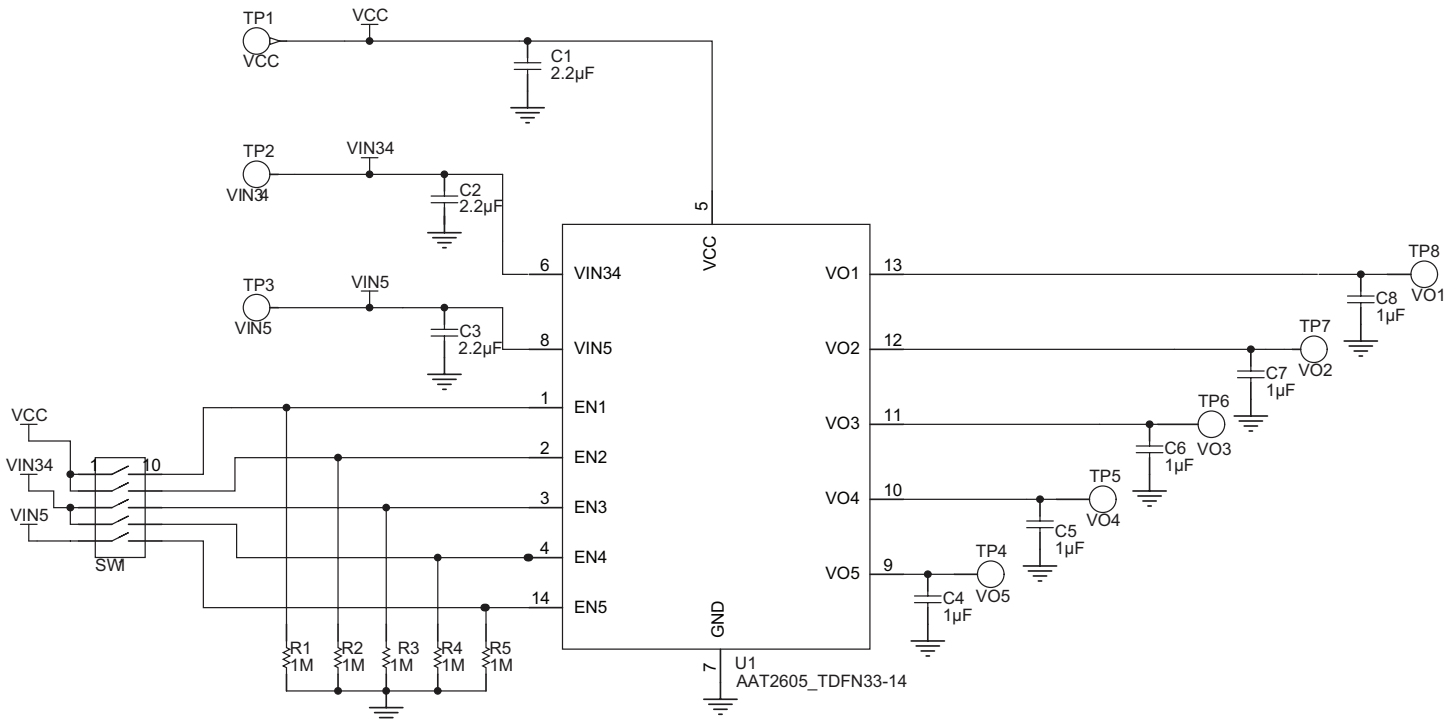 TP1
VCC
VCC
C1
2.2µF
TP2
VIN34
VIN34
C2
2.2µF
TP3
VIN5
VIN5
C3
2.2µF
5
VCC
6
VIN34
8
VIN5
1
EN1
2
EN2
3
EN3
4
EN4
14
EN5
VCC
VIN34
VIN5
1
10
SW1
R1
1M
R2
1M
R3
1M
R4
1M
R5
1M
GND
7
U1
AAT2605_TDFN33-14
VO1
13
TP8
VO1
C8
1µF
VO2
12
TP7
VO2
C7
1µF
VO3
11
TP6
VO3
C6
1µF
VO4
10
TP5
VO4
C5
1µF
VO5
9
TP4
VO5
C4
1µF